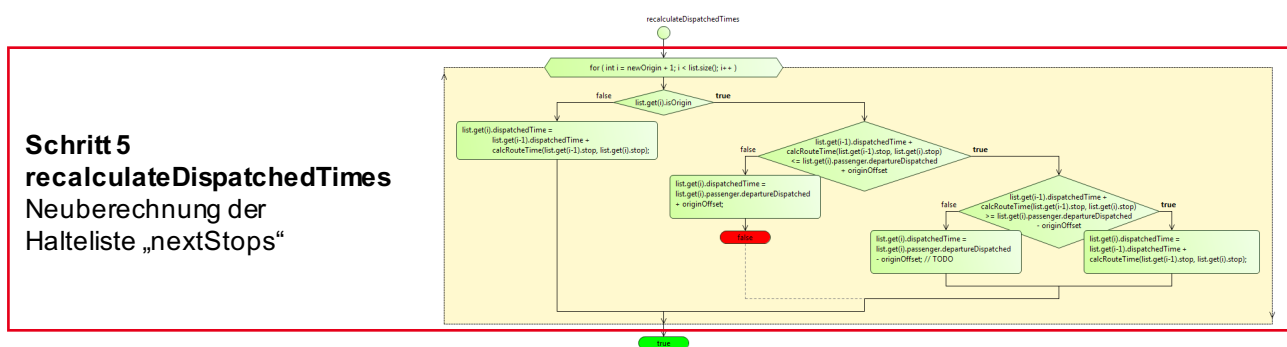 recalculateDispatchedTimes
for ( int i = newOrigin + 1; i < list.size(); i++ )
false
list.get(i).isOrigin
true
list.get(i).dispatchedTime =
list.get(i-1).dispatchedTime +
calcRouteTime(list.get(i-1).stop, list.get(i).stop);
Schritt 5
recalculateDispatchedTimes
Neuberechnung der
Halteliste „nextStops“
list.get(i-1).dispatchedTime +
calcRouteTime(list.get(i-1).stop, list.get(i).stop)
<= list.get(i).passenger.departureDispatched
+ originOffset
false
true
list.get(i).dispatchedTime =
list.get(i).passenger.departureDispatched
+ originOffset;
false
list.get(i-1).dispatchedTime +
calcRouteTime(list.get(i-1).stop, list.get(i).stop)
>= list.get(i).passenger.departureDispatched
- originOffset
false
true
list.get(i).dispatchedTime =
list.get(i).passenger.departureDispatched
- originOffset; // TODO
list.get(i).dispatchedTime =
list.get(i-1).dispatchedTime +
calcRouteTime(list.get(i-1).stop, list.get(i).stop);
true